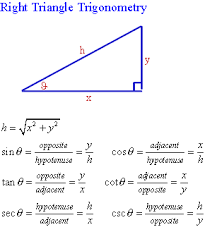 Right Triangle Trigonometry
h
y
θ
x
h = √(x² + y²)
sin θ = opposite/hypotenuse = y/h cos θ = adjacent/hypotenuse = x/h
tan θ = opposite/adjacent = y/x cot θ = adjacent/opposite = x/y
sec θ = hypotenuse/adjacent = h/x csc θ = hypotenuse/opposite = h/y